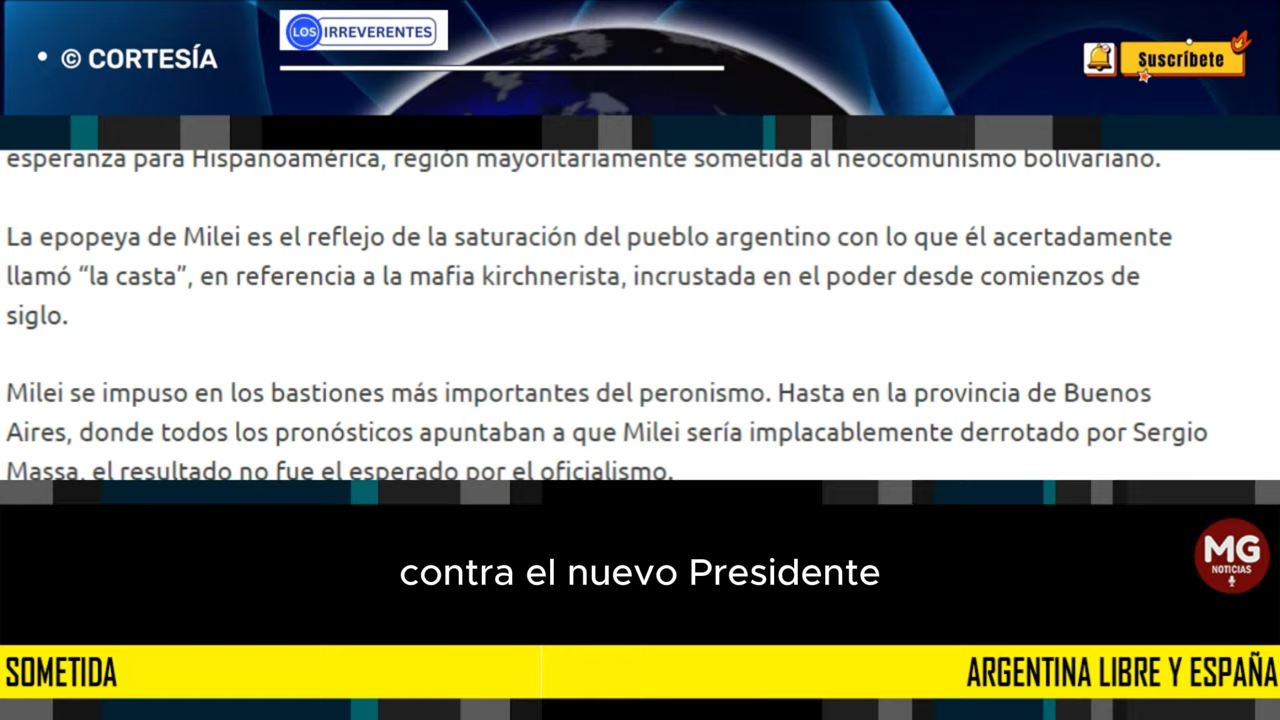 • © CORTESÍA
LOS IRREVERENTES
Suscríbete
esperanza para Hispanoamérica, región mayoritariamente sometida al neocomunismo bolivariano.
La epopeya de Milei es el reflejo de la saturación del pueblo argentino con lo que él acertadamente
llamó “la casta”, en referencia a la mafia kirchnerista, incrustada en el poder desde comienzos de
siglo.
Milei se impuso en los bastiones más importantes del peronismo. Hasta en la provincia de Buenos
Aires, donde todos los pronósticos apuntaban a que Milei sería implacablemente derrotado por Sergio
Massa, el resultado no fue el esperado por el oficialismo.
contra el nuevo Presidente
MG
NOTICIAS
SOMETIDA
ARGENTINA LIBRE Y ESPAÑA